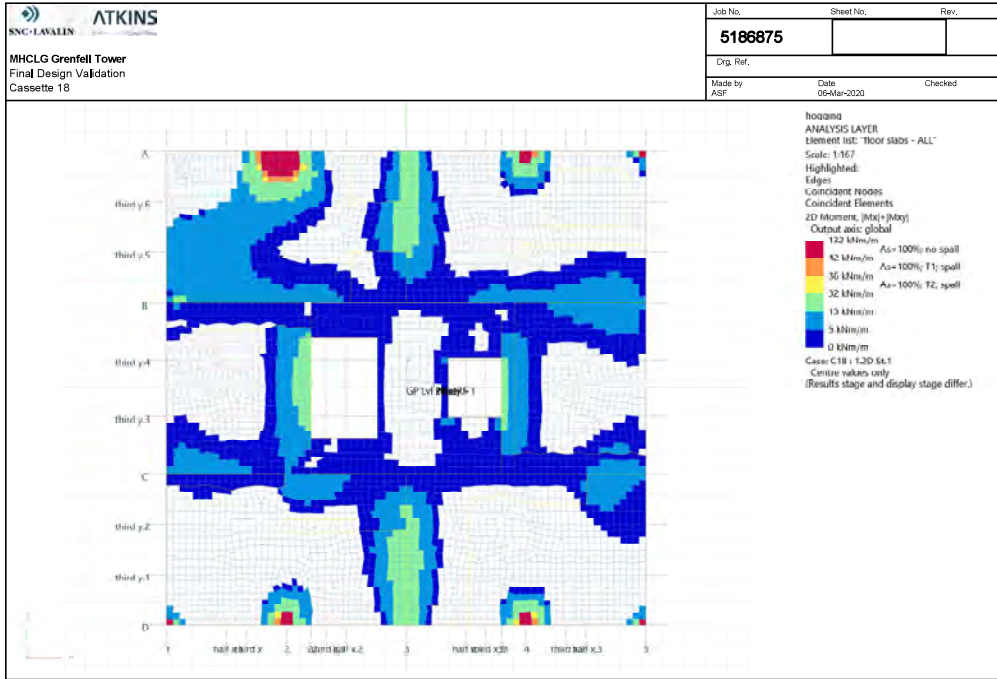 SNC•LAVALIN ATKINS
MHCLG Grenfell Tower
Final Design Validation
Cassette 18
Job No. Sheet No. Rev.
5186875
Drg. Ref.
Made by Date Checked
ASF 06-Mar-2020
hogging
ANALYSIS LAYER
Element list: "floor slabs - ALL"
Scale: 1:167
Highlighted:
Edges
Coincident Nodes
Coincident Elements
2D Moment, |Mx|+|Mxy|
Output axis: global
132 kNm/m
As=100%; no spall
42 kNm/m
As=100%; T1; spall
36 kNm/m
As=100%; T2; spall
32 kNm/m
13 kNm/m
5 kNm/m
0 kNm/m
Case: C18 : 1.2D St.1
Centre values only
(Results stage and display stage differ.)
A
third y.6
third y.5
B
third y.4
GP Lvl
third y.3
C
third y.2
third y.1
D
1 2 3 4 5